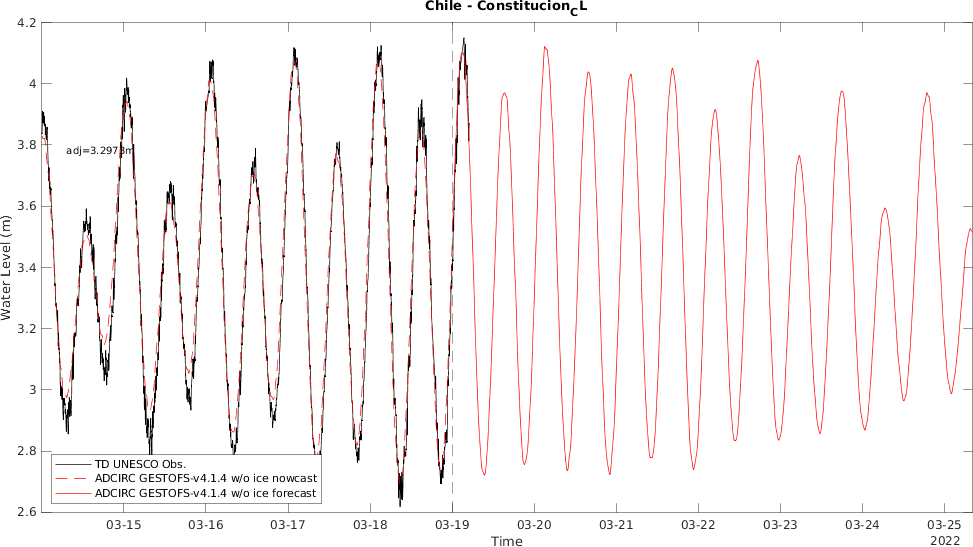 Chile - Constitucion_CL
4.2
4
3.8
3.6
3.4
3.2
3
2.8
2.6
Water Level (m)
adj=3.2973m
TD UNESCO Obs.
ADCIRC GESTOFS-v4.1.4 w/o ice nowcast
ADCIRC GESTOFS-v4.1.4 w/o ice forecast
03-15 03-16 03-17 03-18 03-19 03-20 03-21 03-22 03-23 03-24 03-25
Time
2022